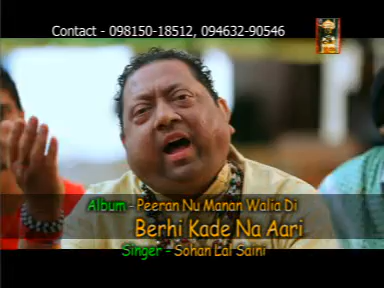 Contact - 098150-18512, 094632-90546
Album - Peeran Nu Manan Walia Di
Berhi Kade Na Aari
Singer - Sohan Lal Saini